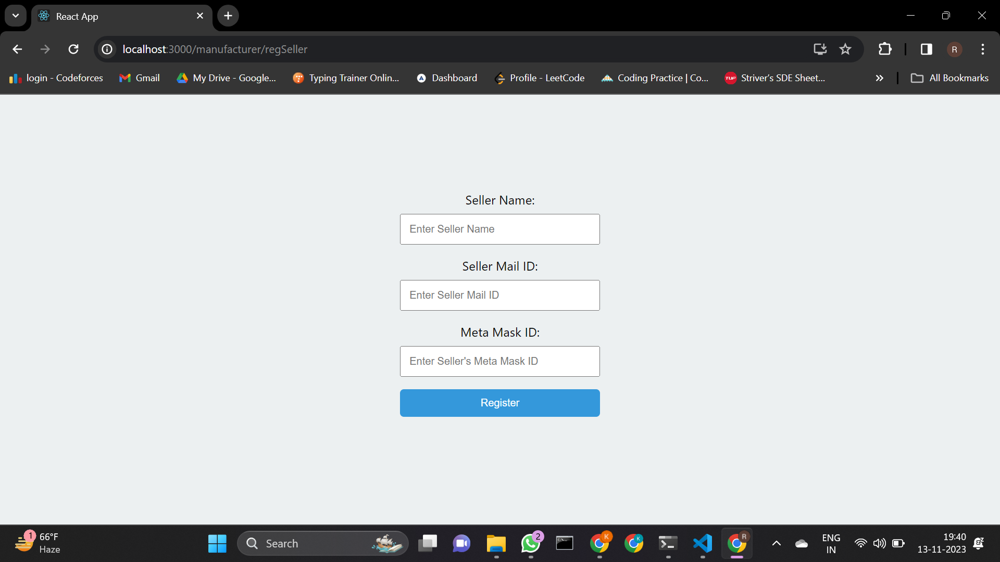 React App
localhost:3000/manufacturer/regSeller
R
login - Codeforces
Gmail
My Drive - Google...
Typing Trainer Onlin...
Dashboard
Profile - LeetCode
Coding Practice | Co...
TUF
Striver's SDE Sheet...
All Bookmarks
Seller Name:
Enter Seller Name
Seller Mail ID:
Enter Seller Mail ID
Meta Mask ID:
Enter Seller's Meta Mask ID
Register
1
66°F
Haze
Search
2
K
K
R
ENG
IN
19:40
13-11-2023